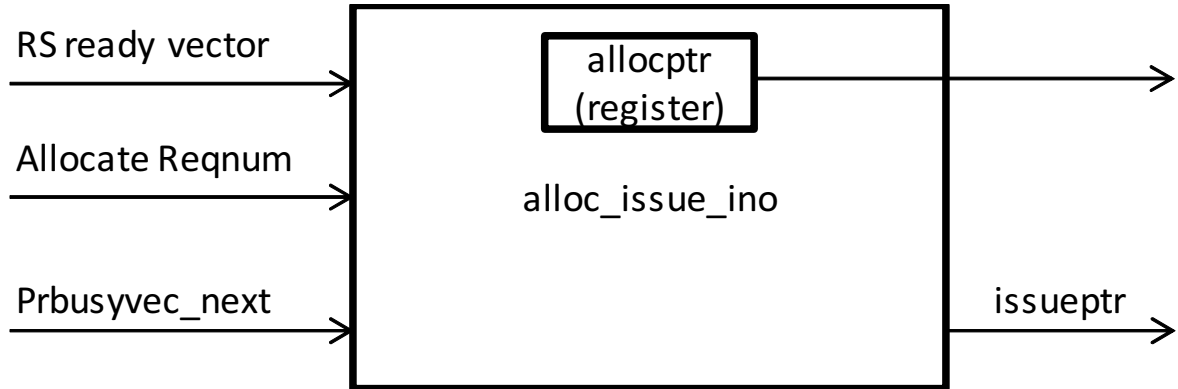 RS ready vector
allocptr
(register)
Allocate Reqnum
alloc_issue_ino
Prbusyvec_next
issueptr